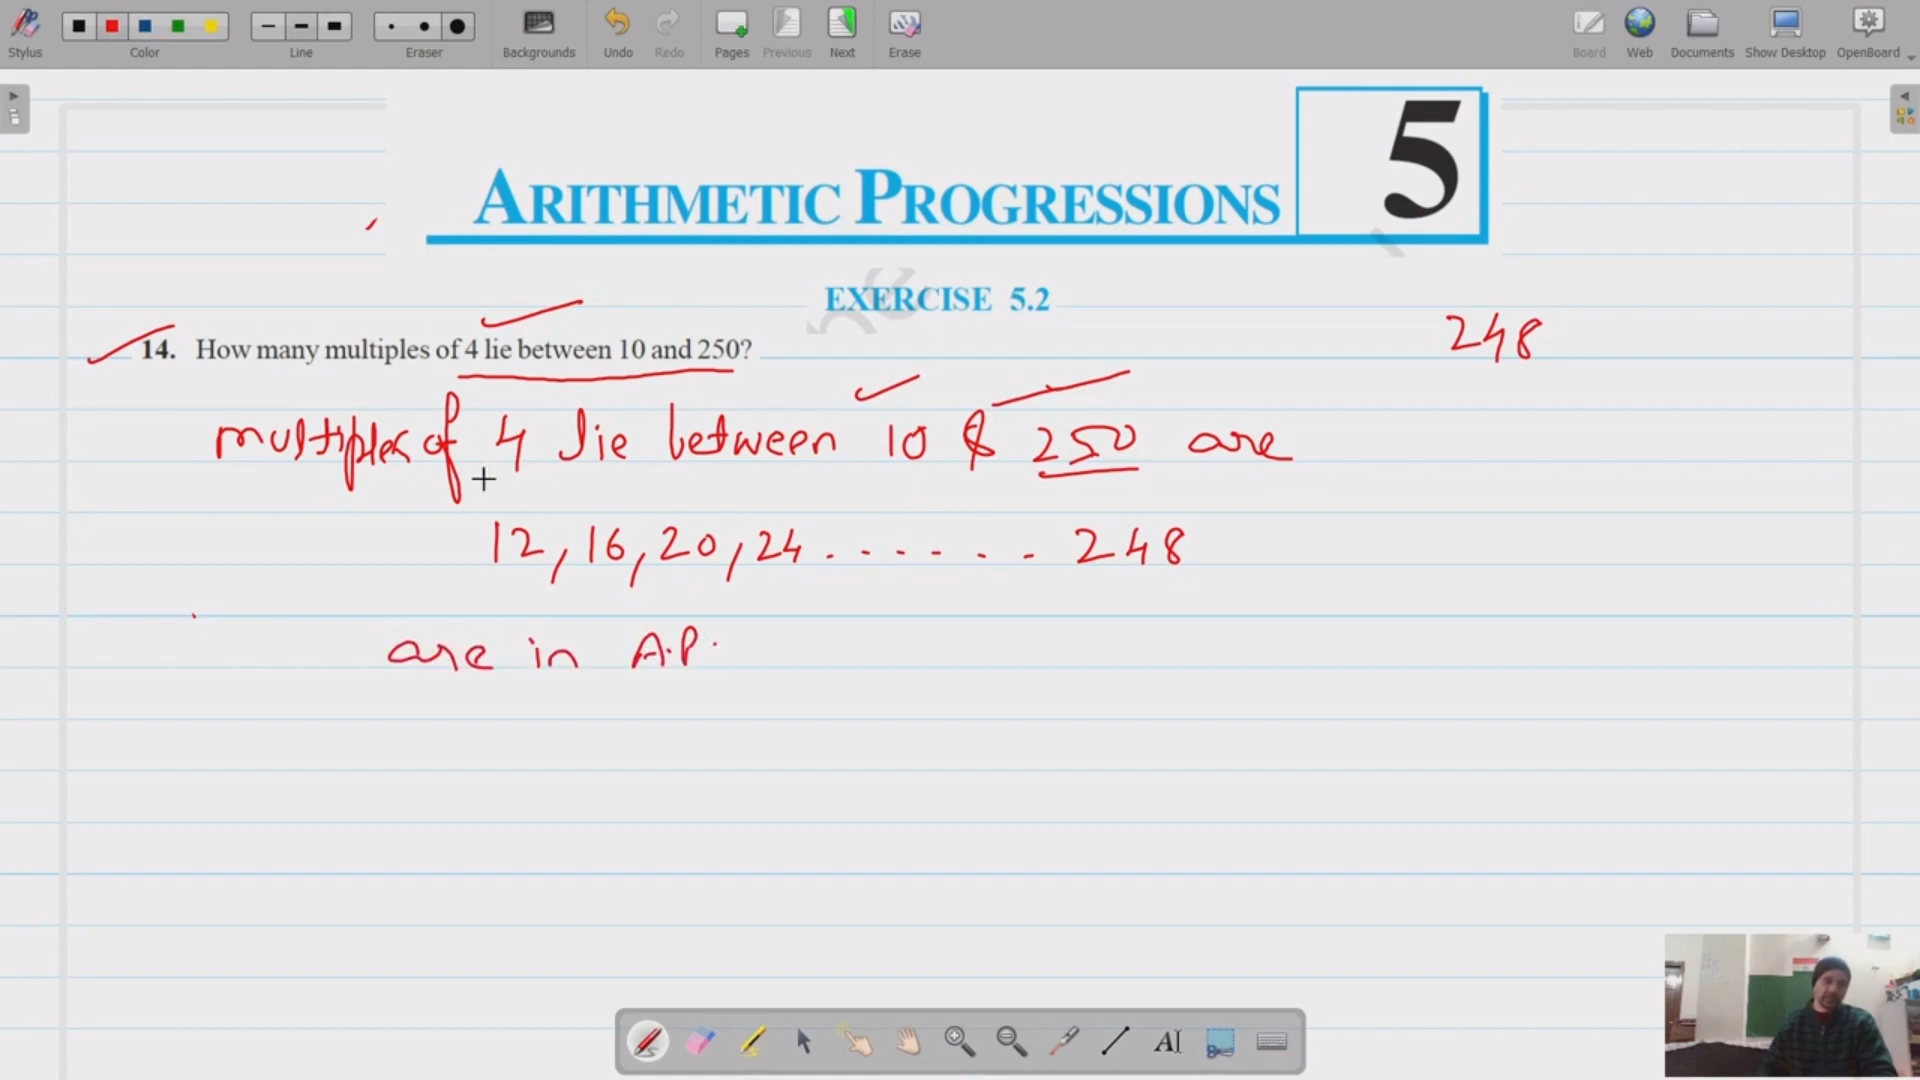 Stylus Color Line Eraser Backgrounds Undo Redo Pages Previous Next Erase Board Web Documents Show Desktop OpenBoard
ARITHMETIC PROGRESSIONS 5
EXERCISE 5.2
248
14. How many multiples of 4 lie between 10 and 250?
multiples of 4 lie between 10 & 250 are
12, 16, 20, 24 . . . . . . 248
are in A.P.